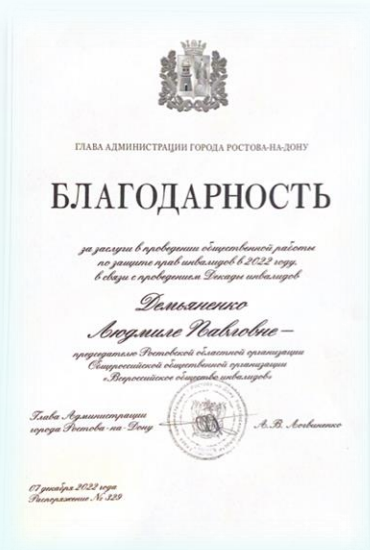 ГЛАВА АДМИНИСТРАЦИИ ГОРОДА РОСТОВА-НА-ДОНУ
БЛАГОДАРНОСТЬ
за заслуги в проведении общественной работы
по защите прав инвалидов в 2022 году,
в связи с проведением Декады инвалидов
Демьяненко
Людмиле Павловне –
председателю Ростовской областной организации
Общероссийской общественной организации
«Всероссийское общество инвалидов»
Глава Администрации
города Ростова-на-Дону
А.В. Логвиненко
07 декабря 2022 года
Распоряжение № 329